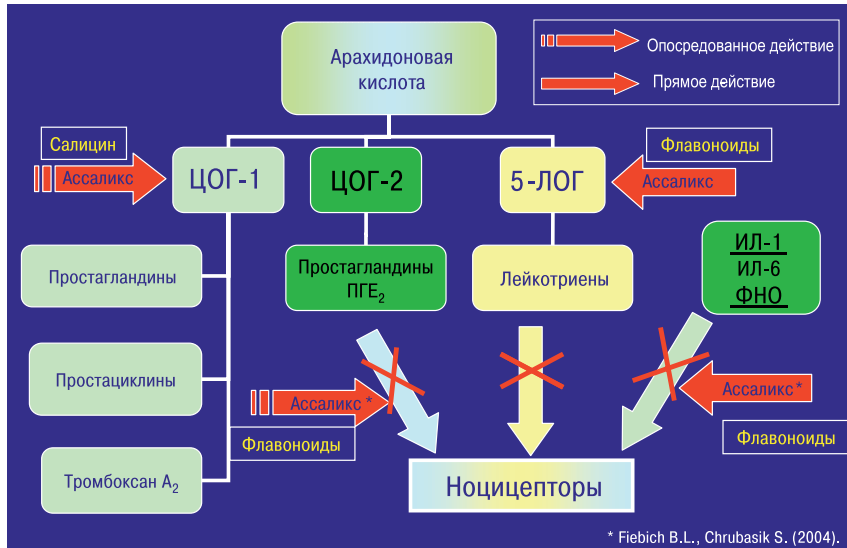 Арахидоновая
кислота
Опосредованное действие
Прямое действие
Салицин
Ассаликс
ЦОГ-1
ЦОГ-2
5-ЛОГ
Флавоноиды
Ассаликс
Простагландины
Простагландины
ПГЕ₂
Лейкотриены
ИЛ-1
ИЛ-6
ФНО
Простациклины
Ассаликс *
Флавоноиды
Ассаликс *
Флавоноиды
Тромбоксан А₂
Ноцицепторы
* Fiebich B.L., Chrubasik S. (2004).